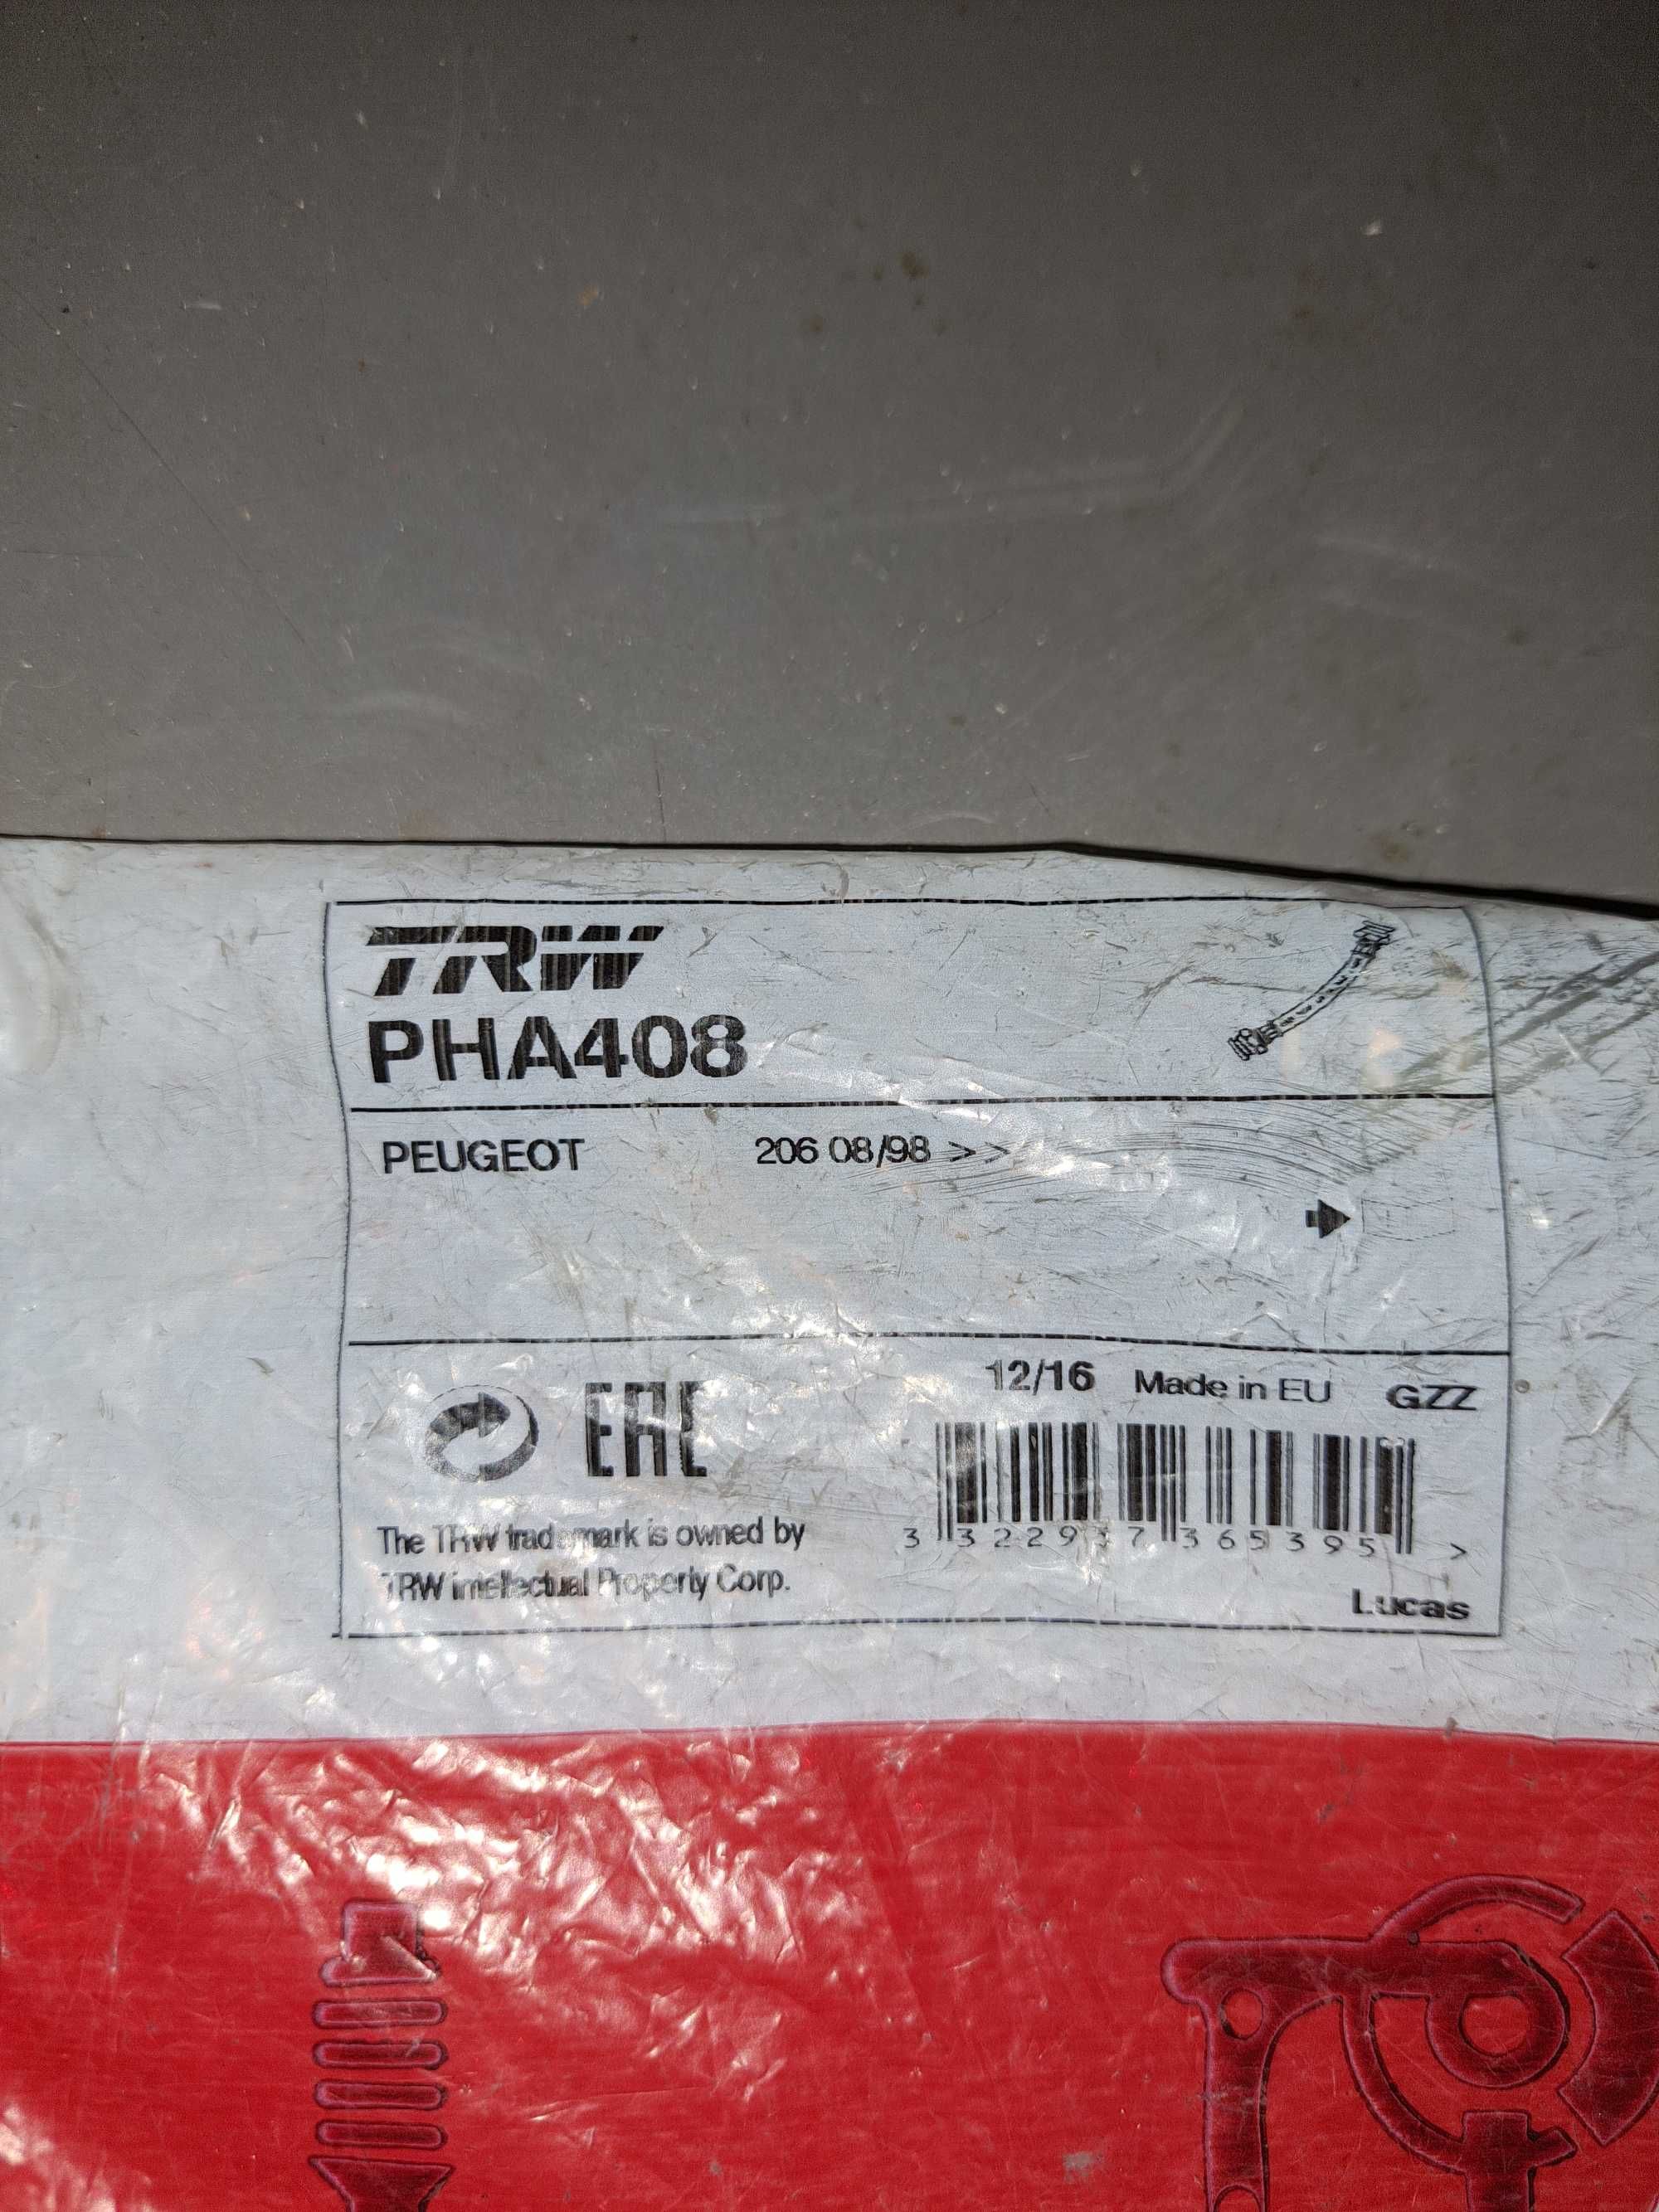 TRW
PHA408
PEUGEOT 206 08/98 >>
12/16 Made in EU GZZ
EAC
3 322937 365395 >
The TRW trademark is owned by
TRW Intellectual Property Corp.
Lucas